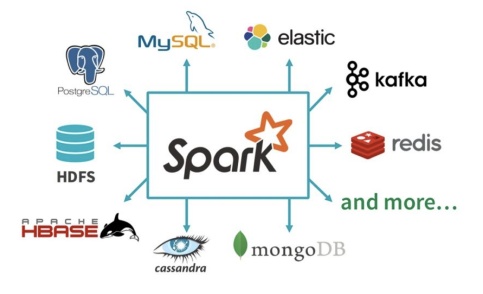 MySQL®
elastic
PostgreSQL
kafka
Spark
redis
HDFS
and more...
APACHE
HBASE
cassandra
mongoDB